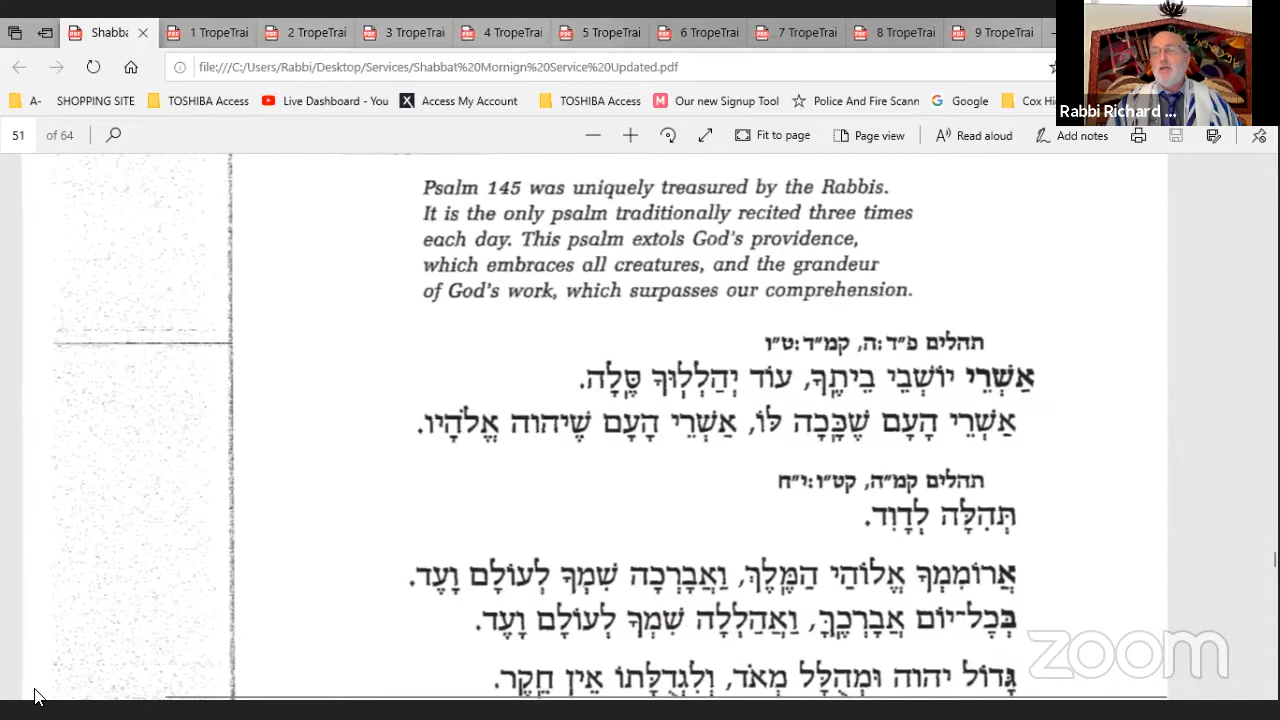 Shabba
1 TropeTrai
2 TropeTrai
3 TropeTrai
4 TropeTrai
5 TropeTrai
6 TropeTrai
7 TropeTrai
8 TropeTrai
9 TropeTrai
file:///C:/Users/Rabbi/Desktop/Services/Shabbat%20Mornign%20Service%20Updated.pdf
A-
SHOPPING SITE
TOSHIBA Access
Live Dashboard - You
Access My Account
TOSHIBA Access
Our new Signup Tool
Police And Fire Scann
Google
Cox Hi
Rabbi Richard ...
51 of 64
Fit to page
Page view
Read aloud
Add notes
Psalm 145 was uniquely treasured by the Rabbis.
It is the only psalm traditionally recited three times
each day. This psalm extols God's providence,
which embraces all creatures, and the grandeur
of God's work, which surpasses our comprehension.
תהלים פ״ד:ה, קמ״ד:ט״ו
אַשְׁרֵי יוֹשְׁבֵי בֵיתֶֽךָ, עוֹד יְהַלְלֽוּךָ סֶּֽלָה.
אַשְׁרֵי הָעָם שֶׁכָּֽכָה לּוֹ, אַשְׁרֵי הָעָם שֶׁיהוה אֱלֹהָיו.
תהלים קמ״ה, קט״ו:י״ח
תְּהִלָּה לְדָוִד.
אֲרוֹמִמְךָ אֱלוֹהַי הַמֶּֽלֶךְ, וַאֲבָרְכָה שִׁמְךָ לְעוֹלָם וָעֶד.
בְּכָל־יוֹם אֲבָרְכֶֽךָּ, וַאֲהַלְלָה שִׁמְךָ לְעוֹלָם וָעֶד.
גָּדוֹל יהוה וּמְהֻלָּל מְאֹד, וְלִגְדֻלָּתוֹ אֵין חֵֽקֶר.
zoom